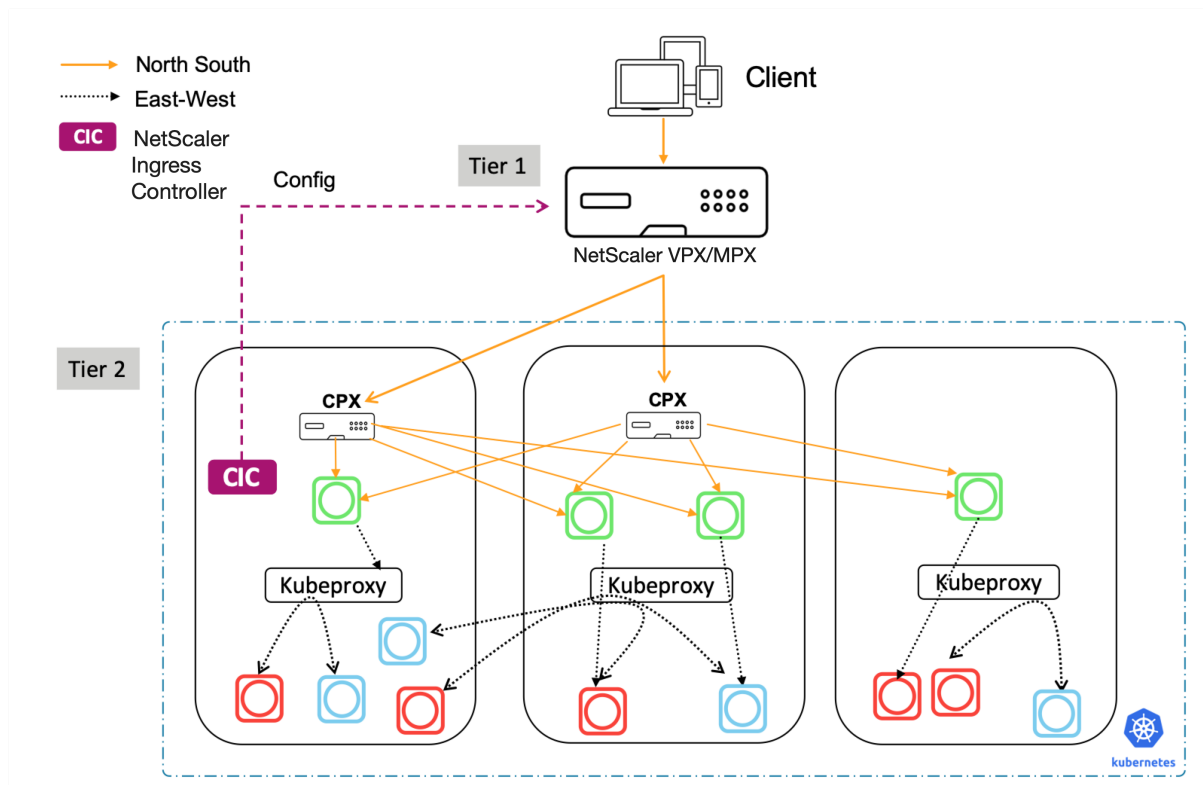 North South
East-West
CIC
NetScaler
Ingress
Controller
Client
Tier 1
Config
NetScaler VPX/MPX
Tier 2
CPX
CPX
CIC
Kubeproxy
Kubeproxy
Kubeproxy
kubernetes